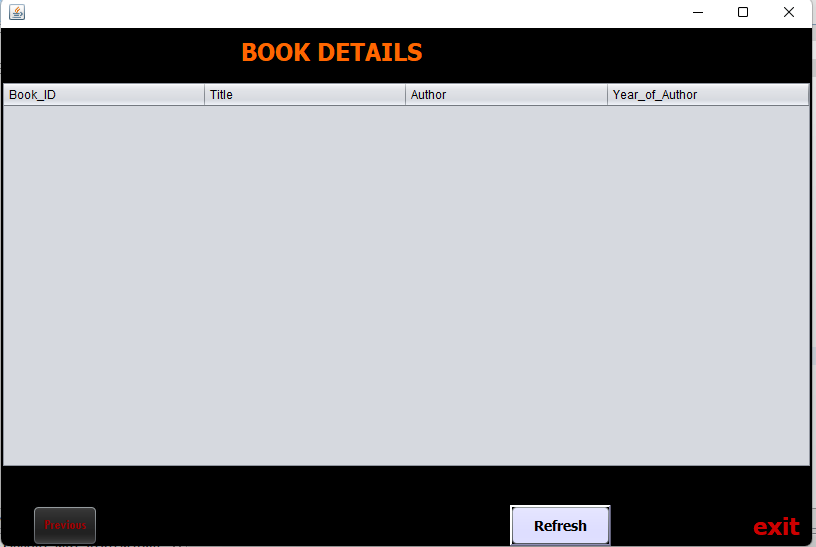 BOOK DETAILS
Book_ID Title Author Year_of_Author
Previous Refresh exit